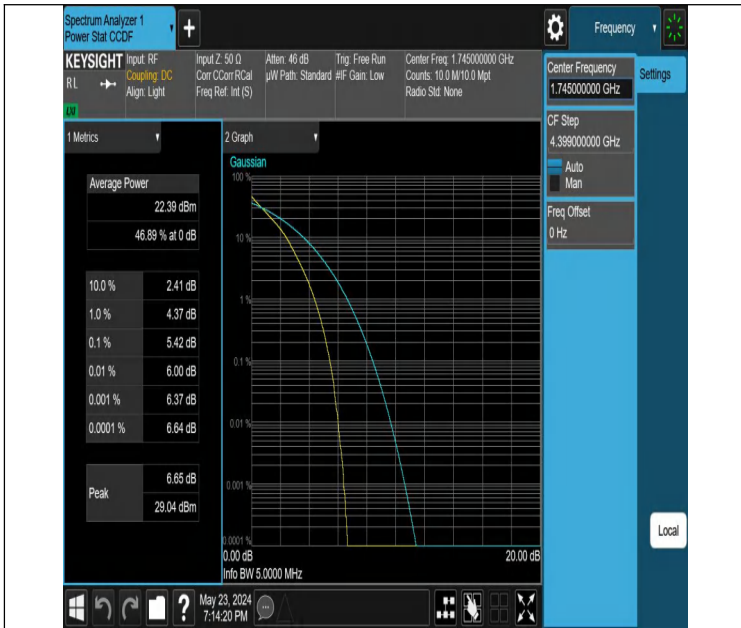 Spectrum Analyzer 1
Power Stat CCDF
+
Frequency
KEYSIGHT
RL
Input: RF
Coupling: DC
Align: Light
Input Z: 50 Ω
Corr CCorr RCal
Freq Ref: Int (S)
Atten: 46 dB
µW Path: Standard
Trig: Free Run
#IF Gain: Low
Center Freq: 1.745000000 GHz
Counts: 10.0 M/10.0 Mpt
Radio Std: None
1 Metrics
Average Power
22.39 dBm
46.89 % at 0 dB
10.0 % 2.41 dB
1.0 % 4.37 dB
0.1 % 5.42 dB
0.01 % 6.00 dB
0.001 % 6.37 dB
0.0001 % 6.64 dB
Peak
6.65 dB
29.04 dBm
2 Graph
Gaussian
100 %
10 %
1 %
0.1 %
0.01 %
0.001 %
0.0001 %
0.00 dB 20.00 dB
Info BW 5.0000 MHz
Center Frequency
1.745000000 GHz
Settings
CF Step
4.399000000 GHz
Auto
Man
Freq Offset
0 Hz
Local
?
May 23, 2024
7:14:20 PM